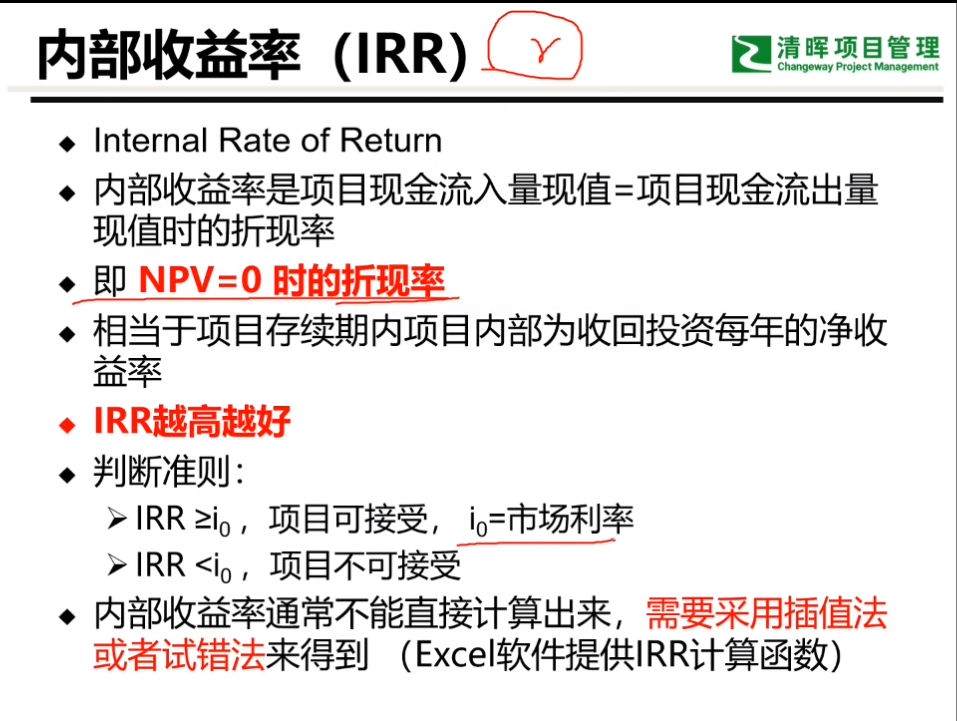 内部收益率（IRR） r
清晖项目管理
Changeway Project Management
◆ Internal Rate of Return
◆ 内部收益率是项目现金流入量现值=项目现金流出量
现值时的折现率
◆ 即 NPV=0 时的折现率
◆ 相当于项目存续期内项目内部为收回投资每年的净收
益率
◆ IRR越高越好
◆ 判断准则：
➢ IRR ≥i₀ ，项目可接受， i₀=市场利率
➢ IRR <i₀ ，项目不可接受
◆ 内部收益率通常不能直接计算出来，需要采用插值法
或者试错法来得到 （Excel软件提供IRR计算函数）